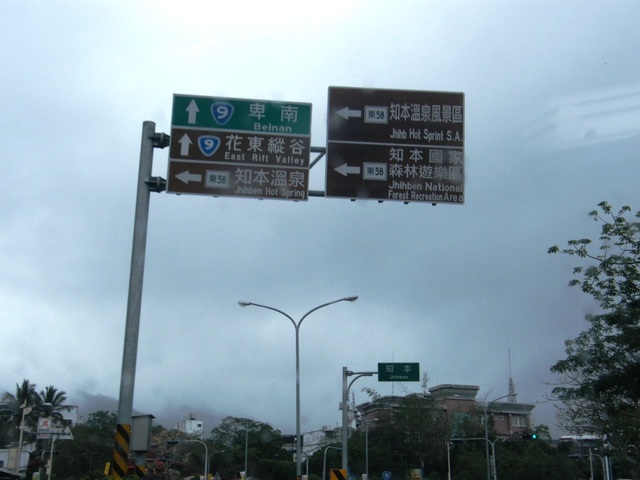 9 卑南
Beinan
9 花東縱谷
East Rift Valley
東58 知本溫泉
Jhihben Hot Spring
東58 知本溫泉風景區
Jhihb Hot Sprint S.A.
東58 知本國家
森林遊樂區
Jhihben National
Forest Recreation Area
知本
Jhihben